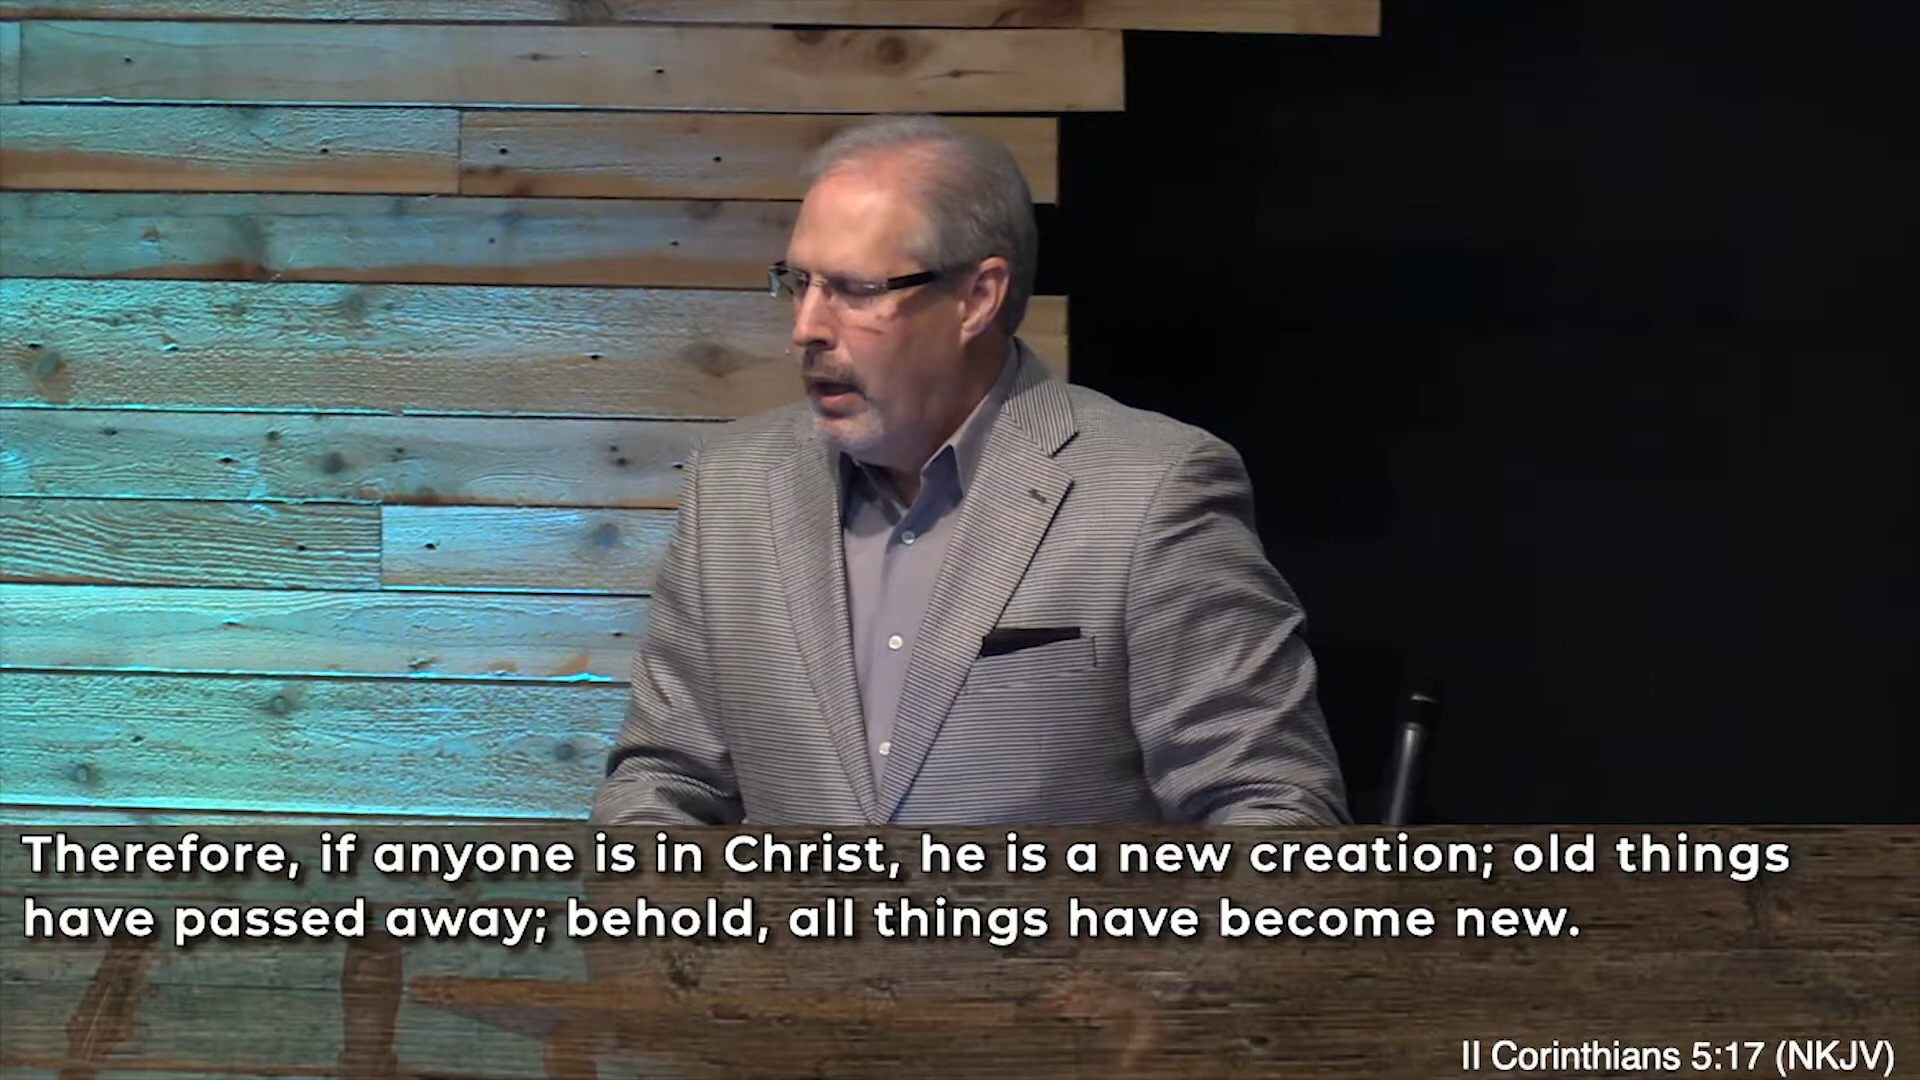 Therefore, if anyone is in Christ, he is a new creation; old things
have passed away; behold, all things have become new.
II Corinthians 5:17 (NKJV)